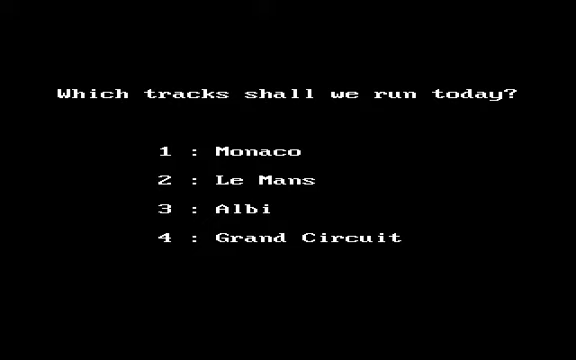 Which tracks shall we run today?
1 : Monaco
2 : Le Mans
3 : Albi
4 : Grand Circuit